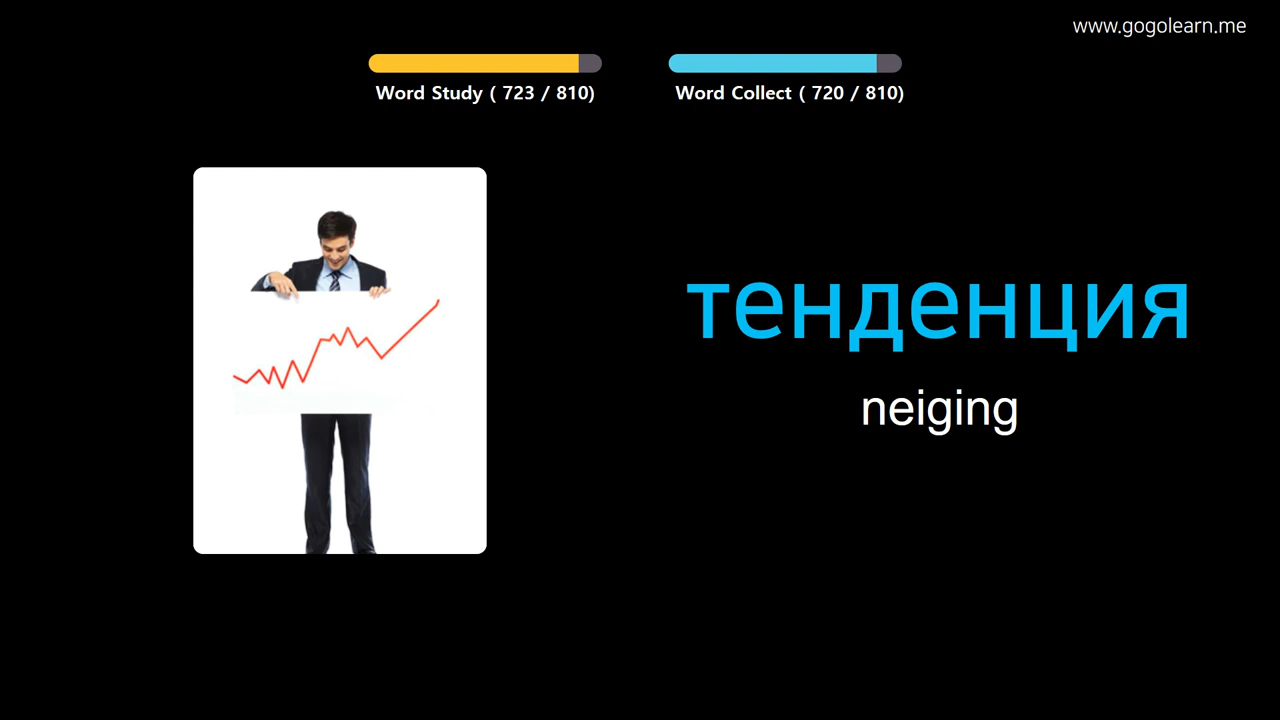 www.gogolearn.me
Word Study ( 723 / 810)
Word Collect ( 720 / 810)
тенденция
neiging